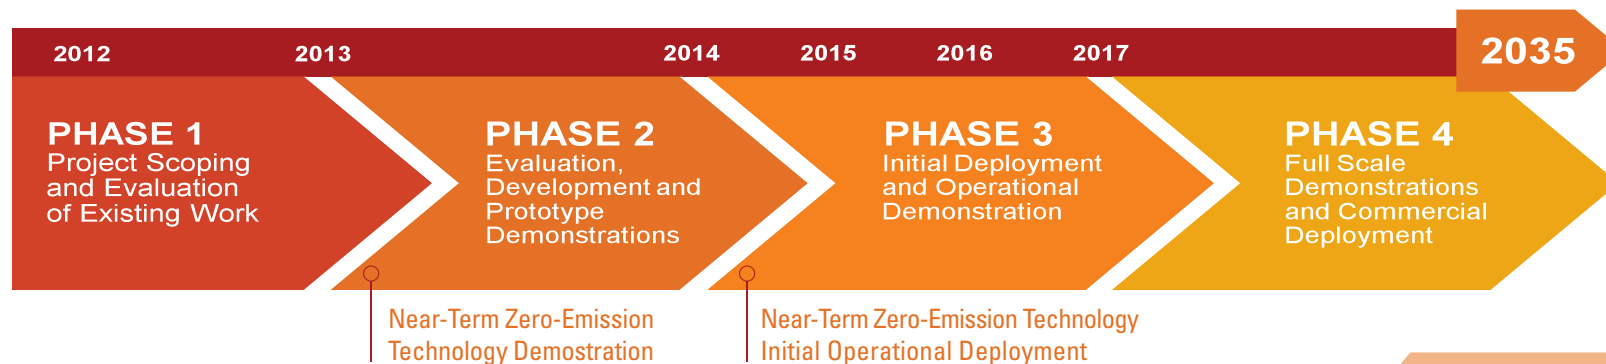 2012 2013 2014 2015 2016 2017 2035
PHASE 1
Project Scoping
and Evaluation
of Existing Work
PHASE 2
Evaluation,
Development and
Prototype
Demonstrations
PHASE 3
Initial Deployment
and Operational
Demonstration
PHASE 4
Full Scale
Demonstrations
and Commercial
Deployment
Near-Term Zero-Emission
Technology Demostration
Near-Term Zero-Emission Technology
Initial Operational Deployment